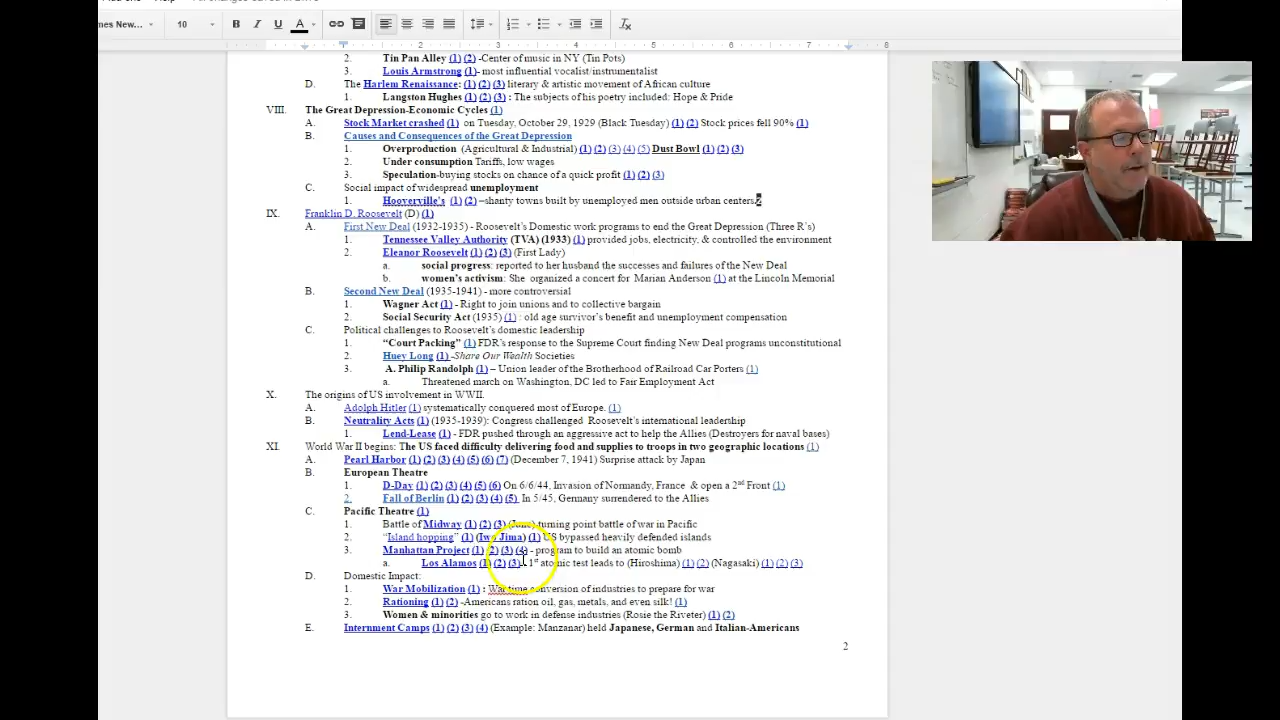 mes New...
10
B I U A
1 2 3 4 5 6 7 8
2. Tin Pan Alley (1) (2) -Center of music in NY (Tin Pots)
3. Louis Armstrong (1)- most influential vocalist/instrumentalist
D. The Harlem Renaissance: (1) (2) (3) literary & artistic movement of African culture
1. Langston Hughes (1) (2) (3) : The subjects of his poetry included: Hope & Pride
VIII. The Great Depression-Economic Cycles (1)
A. Stock Market crashed (1) on Tuesday, October 29, 1929 (Black Tuesday) (1) (2) Stock prices fell 90% (1)
B. Causes and Consequences of the Great Depression
1. Overproduction (Agricultural & Industrial) (1) (2) (3) (4) (5) Dust Bowl (1) (2) (3)
2. Under consumption Tariffs, low wages
3. Speculation-buying stocks on chance of a quick profit (1) (2) (3)
C. Social impact of widespread unemployment
1. Hooverville's (1) (2) –shanty towns built by unemployed men outside urban centers.
IX. Franklin D. Roosevelt (D) (1)
A. First New Deal (1932-1935) - Roosevelt's Domestic work programs to end the Great Depression (Three R's)
1. Tennessee Valley Authority (TVA) (1933) (1) provided jobs, electricity, & controlled the environment
2. Eleanor Roosevelt (1) (2) (3) (First Lady)
a. social progress: reported to her husband the successes and failures of the New Deal
b. women's activism: She organized a concert for Marian Anderson (1) at the Lincoln Memorial
B. Second New Deal (1935-1941) - more controversial
1. Wagner Act (1) - Right to join unions and to collective bargain
2. Social Security Act (1935) (1) : old age survivor's benefit and unemployment compensation
C. Political challenges to Roosevelt's domestic leadership
1. “Court Packing” (1) FDR's response to the Supreme Court finding New Deal programs unconstitutional
2. Huey Long (1) -Share Our Wealth Societies
3. A. Philip Randolph (1) – Union leader of the Brotherhood of Railroad Car Porters (1)
a. Threatened march on Washington, DC led to Fair Employment Act
X. The origins of US involvement in WWII.
A. Adolph Hitler (1) systematically conquered most of Europe. (1)
B. Neutrality Acts (1) (1935-1939): Congress challenged Roosevelt's international leadership
1. Lend-Lease (1) - FDR pushed through an aggressive act to help the Allies (Destroyers for naval bases)
XI. World War II begins: The US faced difficulty delivering food and supplies to troops in two geographic locations (1)
A. Pearl Harbor (1) (2) (3) (4) (5) (6) (7) (December 7, 1941) Surprise attack by Japan
B. European Theatre
1. D-Day (1) (2) (3) (4) (5) (6) On 6/6/44, Invasion of Normandy, France & open a 2nd Front (1)
2. Fall of Berlin (1) (2) (3) (4) (5) In 5/45, Germany surrendered to the Allies
C. Pacific Theatre (1)
1. Battle of Midway (1) (2) (3) (June) turning point battle of war in Pacific
2. “Island hopping” (1) (Iwo Jima) (1) US bypassed heavily defended islands
3. Manhattan Project (1) (2) (3) (4) - program to build an atomic bomb
a. Los Alamos (1) (2) (3) 1st atomic test leads to (Hiroshima) (1) (2) (Nagasaki) (1) (2) (3)
D. Domestic Impact:
1. War Mobilization (1) : Wartime conversion of industries to prepare for war
2. Rationing (1) (2) -Americans ration oil, gas, metals, and even silk! (1)
3. Women & minorities go to work in defense industries (Rosie the Riveter) (1) (2)
E. Internment Camps (1) (2) (3) (4) (Example: Manzanar) held Japanese, German and Italian-Americans
2